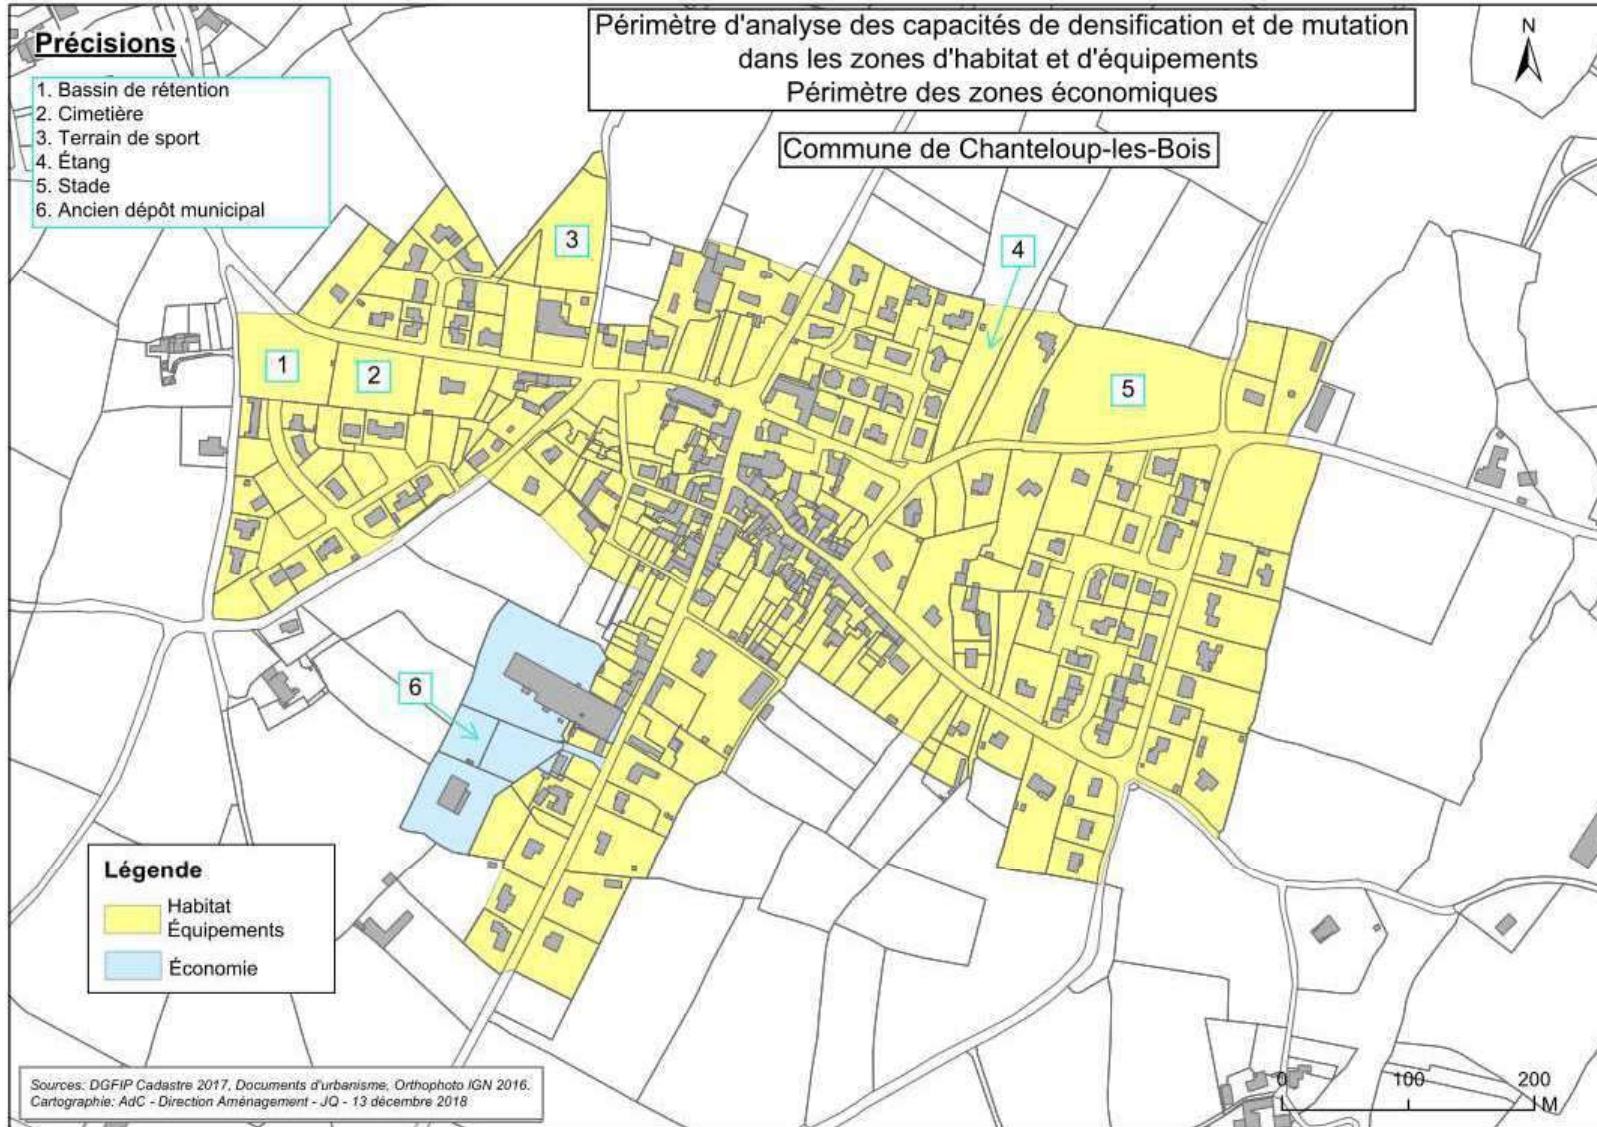 Précisions
1. Bassin de rétention
2. Cimetière
3. Terrain de sport
4. Étang
5. Stade
6. Ancien dépôt municipal
Périmètre d'analyse des capacités de densification et de mutation
dans les zones d'habitat et d'équipements
Périmètre des zones économiques
Commune de Chanteloup-les-Bois
N
3
4
1
2
5
6
Légende
Habitat
Équipements
Économie
Sources: DGFIP Cadastre 2017, Documents d'urbanisme, Orthophoto IGN 2016.
Cartographie: AdC - Direction Aménagement - JQ - 13 décembre 2018
0 100 200
M